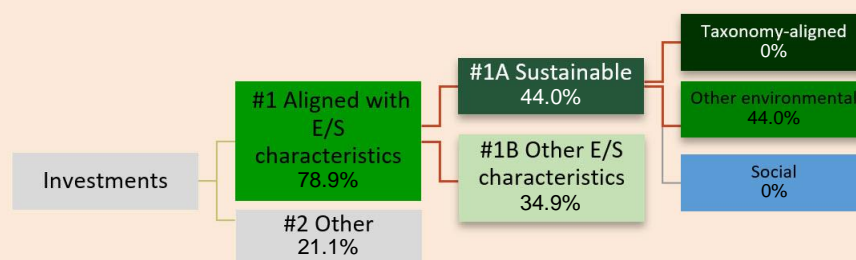 Investments
#1 Aligned with
E/S
characteristics
78.9%
#2 Other
21.1%
#1A Sustainable
44.0%
#1B Other E/S
characteristics
34.9%
Taxonomy-aligned
0%
Other environmental
44.0%
Social
0%